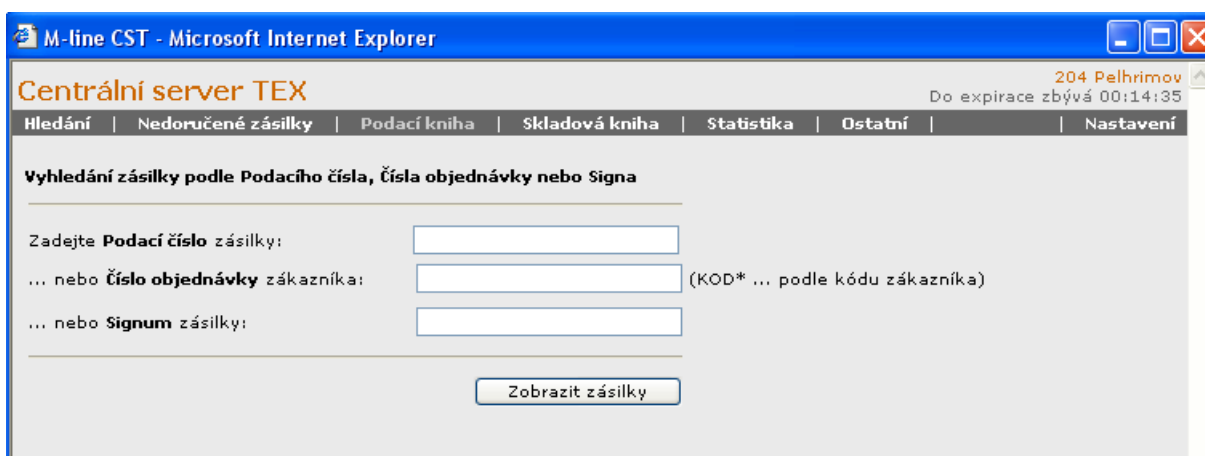 M-line CST - Microsoft Internet Explorer
Centrální server TEX
204 Pelhrimov
Do expirace zbývá 00:14:35
Hledání | Nedoručené zásilky | Podací kniha | Skladová kniha | Statistika | Ostatní | | Nastavení
Vyhledání zásilky podle Podacího čísla, Čísla objednávky nebo Signa
Zadejte Podací číslo zásilky:
... nebo Číslo objednávky zákazníka: (KOD* ... podle kódu zákazníka)
... nebo Signum zásilky:
Zobrazit zásilky